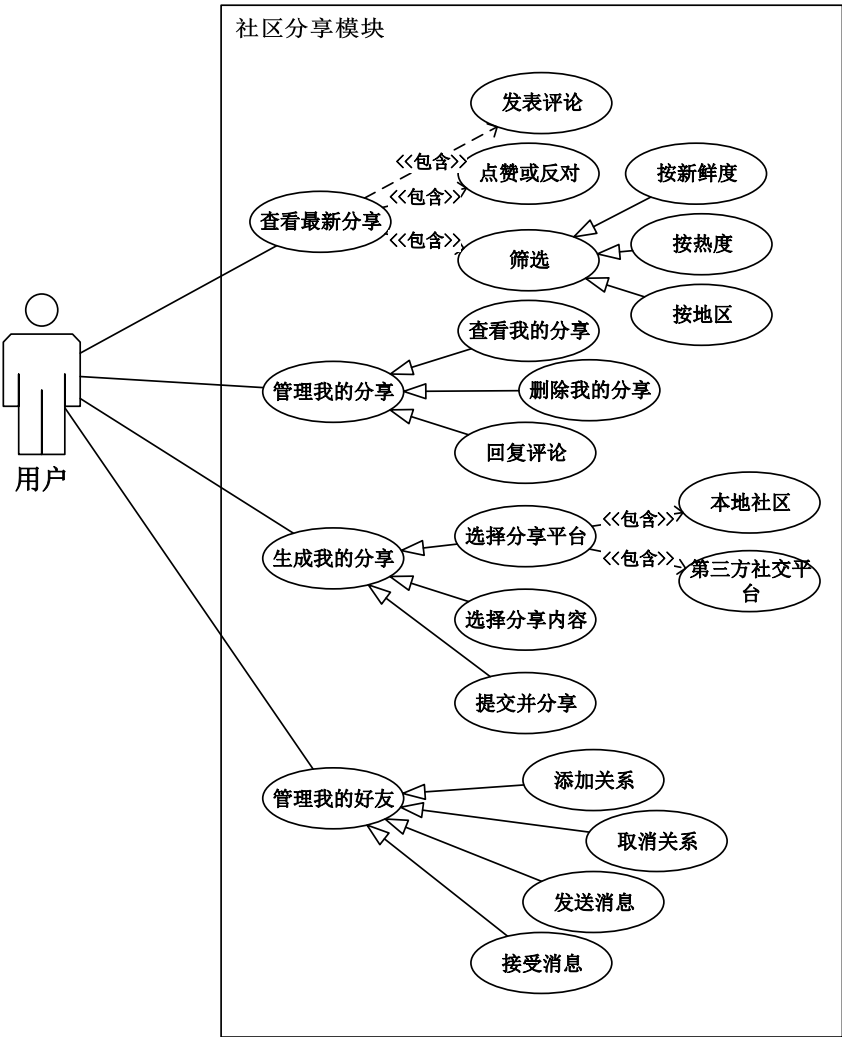 社区分享模块
发表评论
<<包含>>
点赞或反对
按新鲜度
<<包含>>
查看最新分享
<<包含>>
按热度
筛选
按地区
查看我的分享
管理我的分享
删除我的分享
回复评论
用户
本地社区
<<包含>>
选择分享平台
生成我的分享
<<包含>>
第三方社交平
台
选择分享内容
提交并分享
添加关系
管理我的好友
取消关系
发送消息
接受消息